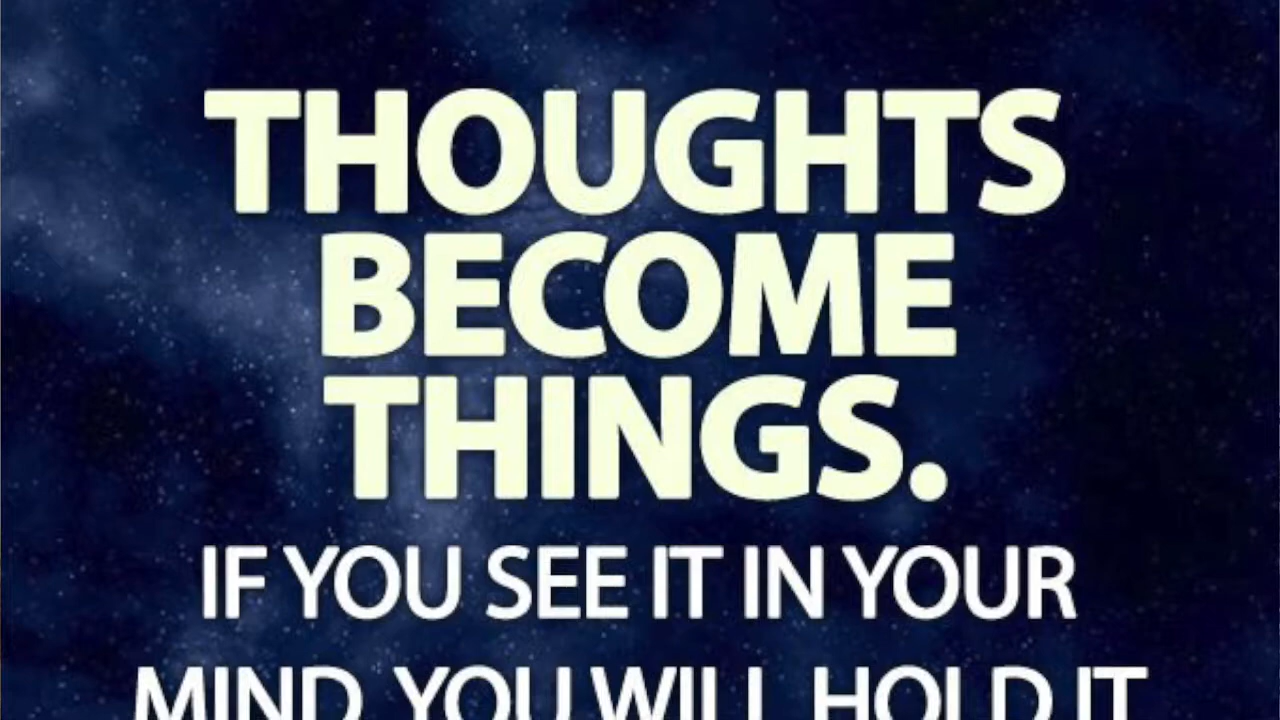 THOUGHTS
BECOME
THINGS.
IF YOU SEE IT IN YOUR
MIND, YOU WILL HOLD IT